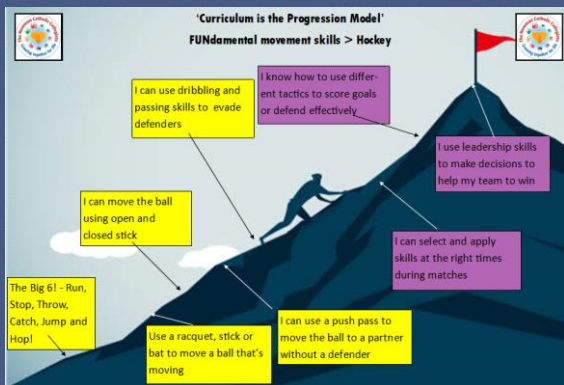 'Curriculum is the Progression Model'
FUNdamental movement skills > Hockey
I know how to use differ-
ent tactics to score goals
or defend effectively
I can use dribbling and
passing skills to evade
defenders
I use leadership skills
to make decisions to
help my team to win
I can move the ball
using open and
closed stick
I can select and apply
skills at the right times
during matches
The Big 6! - Run,
Stop, Throw,
Catch, Jump and
Hop!
Use a racquet, stick or
bat to move a ball that's
moving
I can use a push pass to
move the ball to a partner
without a defender